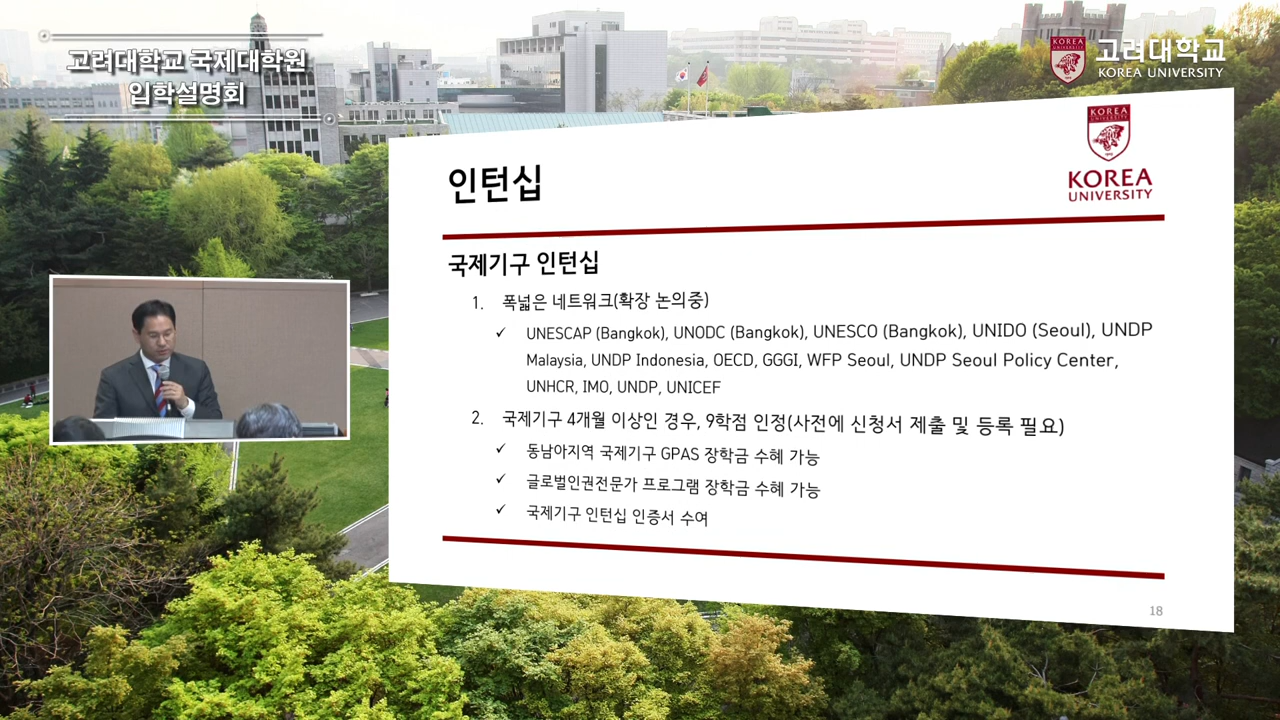 고려대학교 국제대학원
입학설명회
KOREA
고려대학교
KOREA UNIVERSITY
KOREA
UNIVERSITY
KOREA
UNIVERSITY
인턴십
국제기구 인턴십
1. 폭넓은 네트워크(확장 논의중)
✓ UNESCAP (Bangkok), UNODC (Bangkok), UNESCO (Bangkok), UNIDO (Seoul), UNDP
Malaysia, UNDP Indonesia, OECD, GGGI, WFP Seoul, UNDP Seoul Policy Center,
UNHCR, IMO, UNDP, UNICEF
2. 국제기구 4개월 이상인 경우, 9학점 인정(사전에 신청서 제출 및 등록 필요)
✓ 동남아지역 국제기구 GPAS 장학금 수혜 가능
✓ 글로벌인권전문가 프로그램 장학금 수혜 가능
✓ 국제기구 인턴십 인증서 수여
18